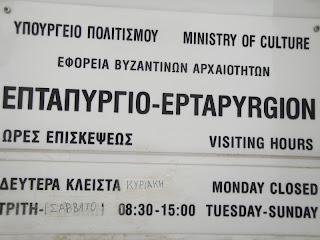 ΥΠΟΥΡΓΕΙΟ ΠΟΛΙΤΙΣΜΟΥ MINISTRY OF CULTURE
ΕΦΟΡΕΙΑ ΒΥΖΑΝΤΙΝΩΝ ΑΡΧΑΙΟΤΗΤΩΝ
ΕΠΤΑΠΥΡΓΙΟ-EPTAPYRGION
ΩΡΕΣ ΕΠΙΣΚΕΨΕΩΣ VISITING HOURS
ΔΕΥΤΕΡΑ ΚΛΕΙΣΤΑ ΚΥΡΙΑΚΗ MONDAY CLOSED
ΤΡΙΤΗ- ΣΑΒΒΑΤΟ 08:30-15:00 TUESDAY-SUNDAY